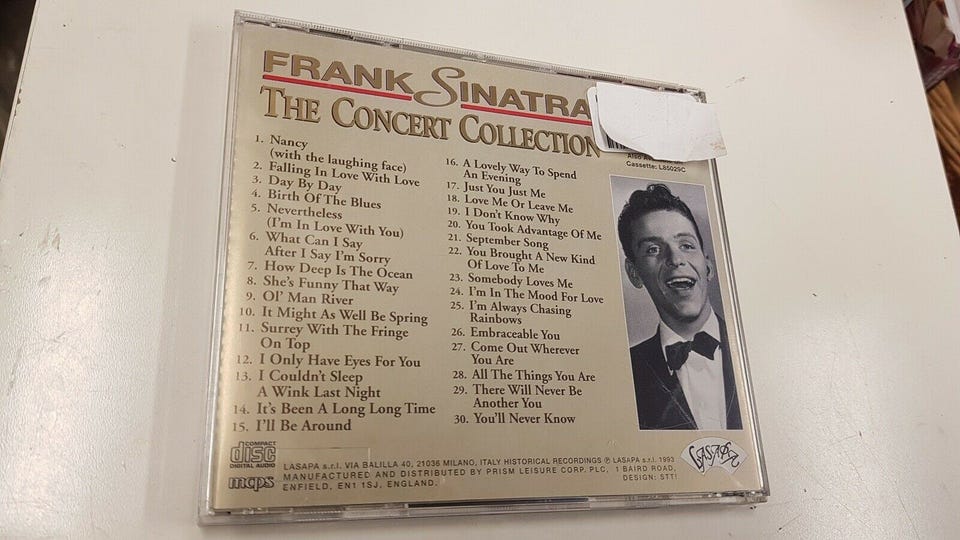 FRANK SINATRA
THE CONCERT COLLECTION
Cassette: L85029C
1. Nancy
(with the laughing face)
2. Falling In Love With Love
3. Day By Day
4. Birth Of The Blues
5. Nevertheless
(I'm In Love With You)
6. What Can I Say
After I Say I'm Sorry
7. How Deep Is The Ocean
8. She's Funny That Way
9. Ol' Man River
10. It Might As Well Be Spring
11. Surrey With The Fringe
On Top
12. I Only Have Eyes For You
13. I Couldn't Sleep
A Wink Last Night
14. It's Been A Long Long Time
15. I'll Be Around
16. A Lovely Way To Spend
An Evening
17. Just You Just Me
18. Love Me Or Leave Me
19. I Don't Know Why
20. You Took Advantage Of Me
21. September Song
22. You Brought A New Kind
Of Love To Me
23. Somebody Loves Me
24. I'm In The Mood For Love
25. I'm Always Chasing
Rainbows
26. Embraceable You
27. Come Out Wherever
You Are
28. All The Things You Are
29. There Will Never Be
Another You
30. You'll Never Know
COMPACT
disc
DIGITAL AUDIO
mcps
LASAPA s.r.l. VIA BALILLA 40, 21036 MILANO, ITALY HISTORICAL RECORDINGS ℗ LASAPA s.r.l. 1993
MANUFACTURED AND DISTRIBUTED BY PRISM LEISURE CORP. PLC, 1 BAIRD ROAD,
ENFIELD, EN1 1SJ, ENGLAND.
DESIGN: STT!
LASAPA